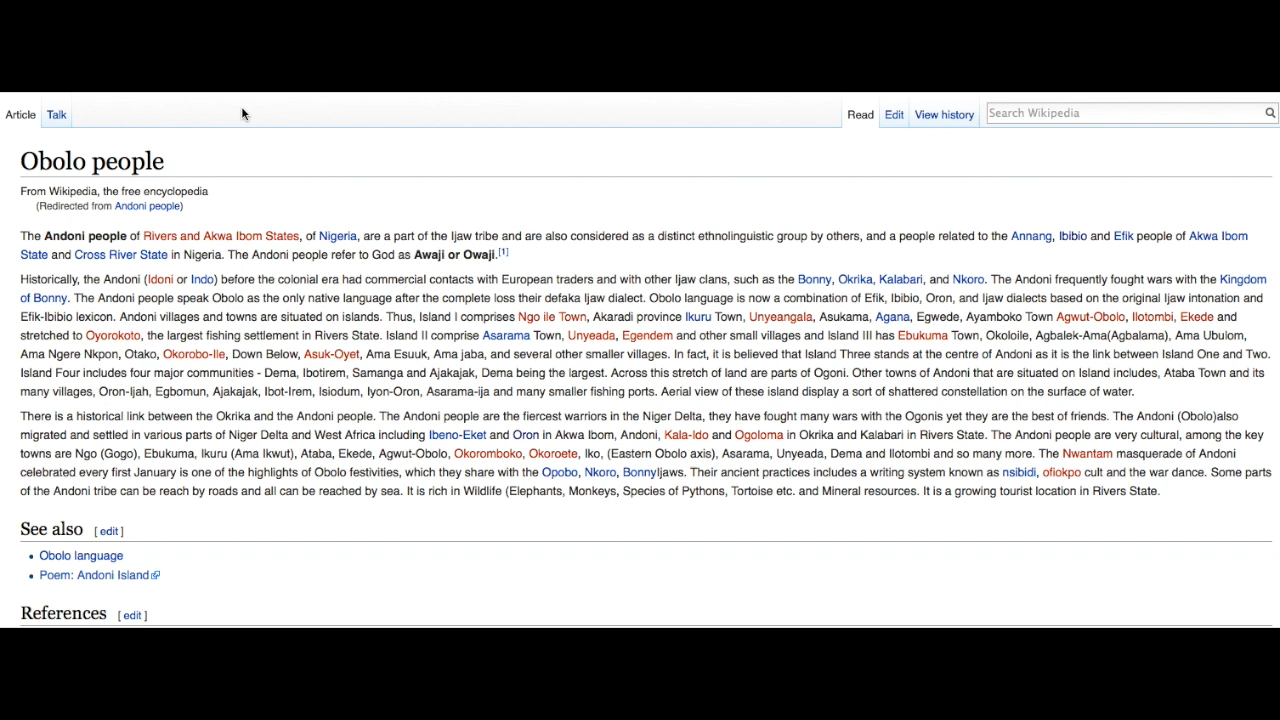 Article Talk Read Edit View history Search Wikipedia
Obolo people
From Wikipedia, the free encyclopedia
(Redirected from Andoni people)
The Andoni people of Rivers and Akwa Ibom States, of Nigeria, are a part of the Ijaw tribe and are also considered as a distinct ethnolinguistic group by others, and a people related to the Annang, Ibibio and Efik people of Akwa Ibom
State and Cross River State in Nigeria. The Andoni people refer to God as Awaji or Owaji.[1]
Historically, the Andoni (Idoni or Indo) before the colonial era had commercial contacts with European traders and with other Ijaw clans, such as the Bonny, Okrika, Kalabari, and Nkoro. The Andoni frequently fought wars with the Kingdom
of Bonny. The Andoni people speak Obolo as the only native language after the complete loss their defaka Ijaw dialect. Obolo language is now a combination of Efik, Ibibio, Oron, and Ijaw dialects based on the original Ijaw intonation and
Efik-Ibibio lexicon. Andoni villages and towns are situated on islands. Thus, Island I comprises Ngo ile Town, Akaradi province Ikuru Town, Unyeangala, Asukama, Agana, Egwede, Ayamboko Town Agwut-Obolo, Ilotombi, Ekede and
stretched to Oyorokoto, the largest fishing settlement in Rivers State. Island II comprise Asarama Town, Unyeada, Egendem and other small villages and Island III has Ebukuma Town, Okoloile, Agbalek-Ama(Agbalama), Ama Ubulom,
Ama Ngere Nkpon, Otako, Okorobo-Ile, Down Below, Asuk-Oyet, Ama Esuuk, Ama jaba, and several other smaller villages. In fact, it is believed that Island Three stands at the centre of Andoni as it is the link between Island One and Two.
Island Four includes four major communities - Dema, Ibotirem, Samanga and Ajakajak, Dema being the largest. Across this stretch of land are parts of Ogoni. Other towns of Andoni that are situated on Island includes, Ataba Town and its
many villages, Oron-Ijah, Egbomun, Ajakajak, Ibot-Irem, Isiodum, Iyon-Oron, Asarama-ija and many smaller fishing ports. Aerial view of these island display a sort of shattered constellation on the surface of water.
There is a historical link between the Okrika and the Andoni people. The Andoni people are the fiercest warriors in the Niger Delta, they have fought many wars with the Ogonis yet they are the best of friends. The Andoni (Obolo)also
migrated and settled in various parts of Niger Delta and West Africa including Ibeno-Eket and Oron in Akwa Ibom, Andoni, Kala-Ido and Ogoloma in Okrika and Kalabari in Rivers State. The Andoni people are very cultural, among the key
towns are Ngo (Gogo), Ebukuma, Ikuru (Ama Ikwut), Ataba, Ekede, Agwut-Obolo, Okoromboko, Okoroete, Iko, (Eastern Obolo axis), Asarama, Unyeada, Dema and Ilotombi and so many more. The Nwantam masquerade of Andoni
celebrated every first January is one of the highlights of Obolo festivities, which they share with the Opobo, Nkoro, BonnyIjaws. Their ancient practices includes a writing system known as nsibidi, ofiokpo cult and the war dance. Some parts
of the Andoni tribe can be reach by roads and all can be reached by sea. It is rich in Wildlife (Elephants, Monkeys, Species of Pythons, Tortoise etc. and Mineral resources. It is a growing tourist location in Rivers State.
See also [ edit ]
Obolo language
Poem: Andoni Island
References [ edit ]